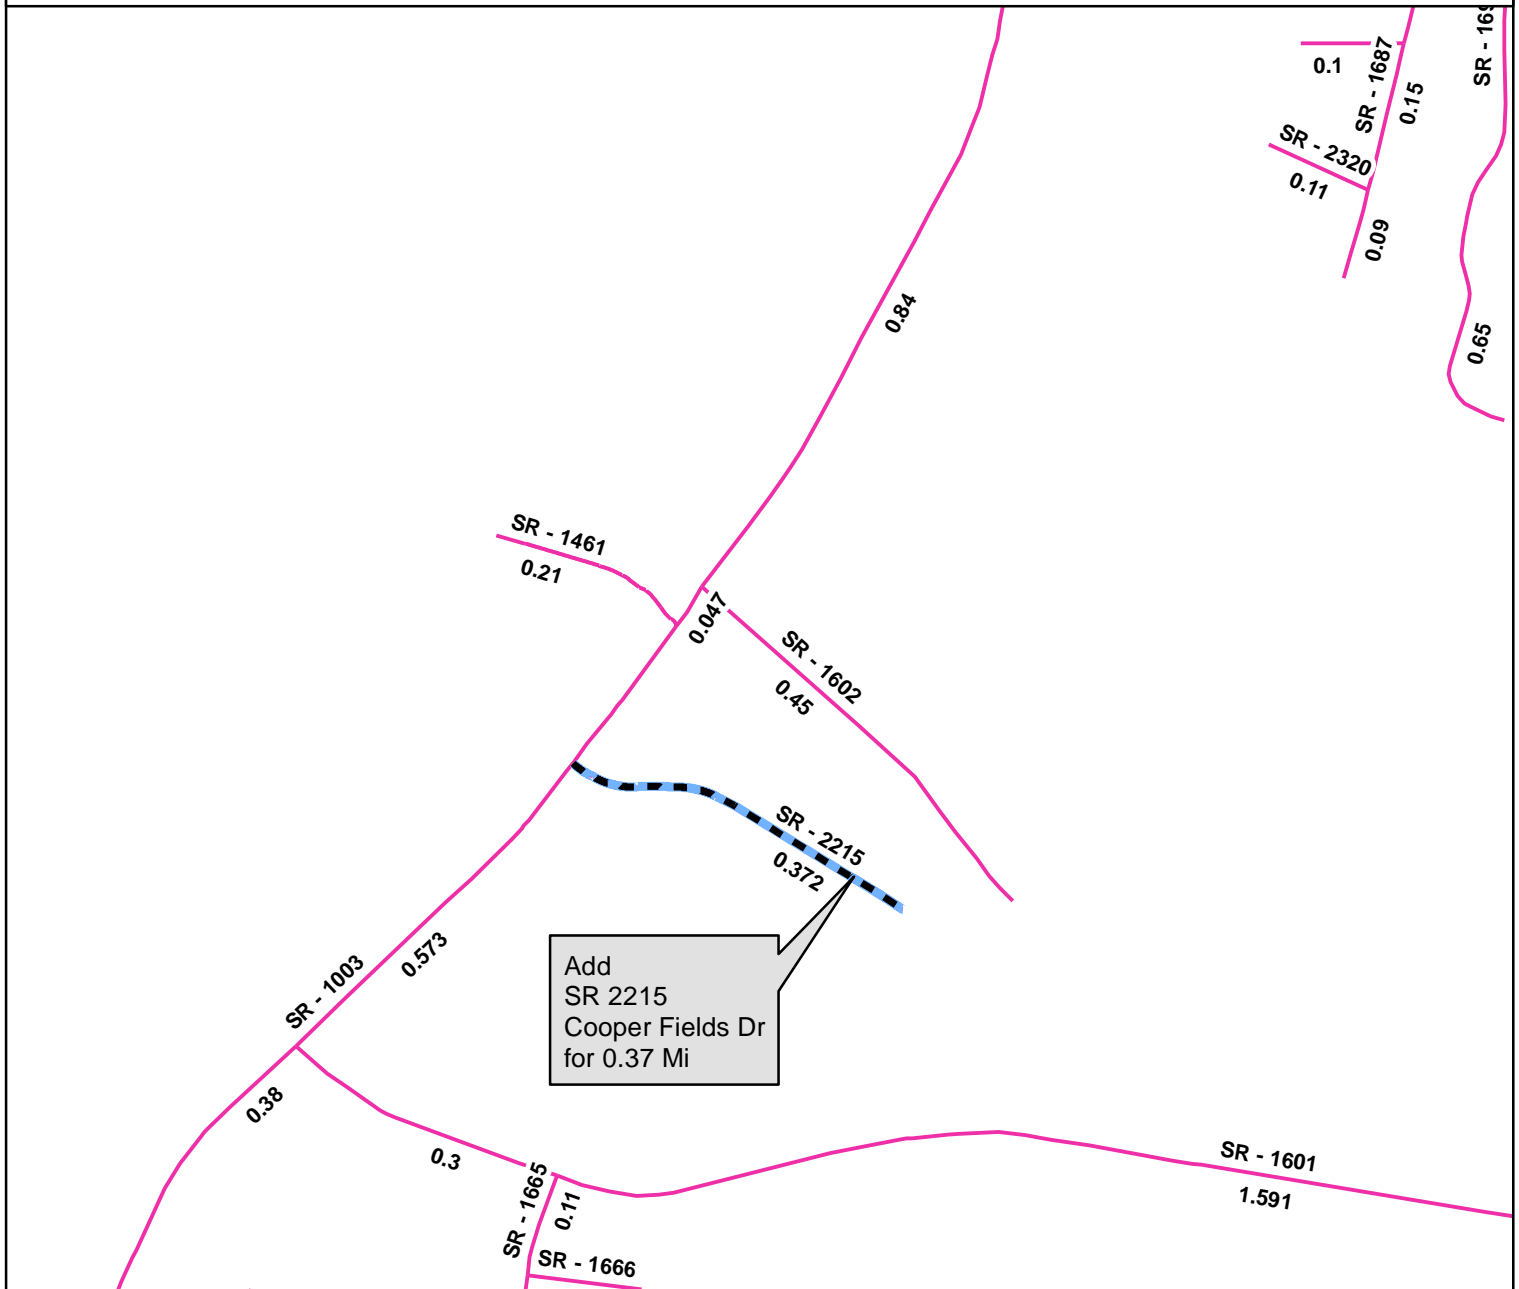 0.1
SR - 1687
0.15
SR - 2320
0.11
0.09
0.65
0.84
SR - 1461
0.21
0.047
SR - 1602
0.45
SR - 2215
0.372
SR - 1003
0.573
Add
SR 2215
Cooper Fields Dr
for 0.37 Mi
0.38
0.3
SR - 1665
0.11
SR - 1601
1.591
SR - 1666